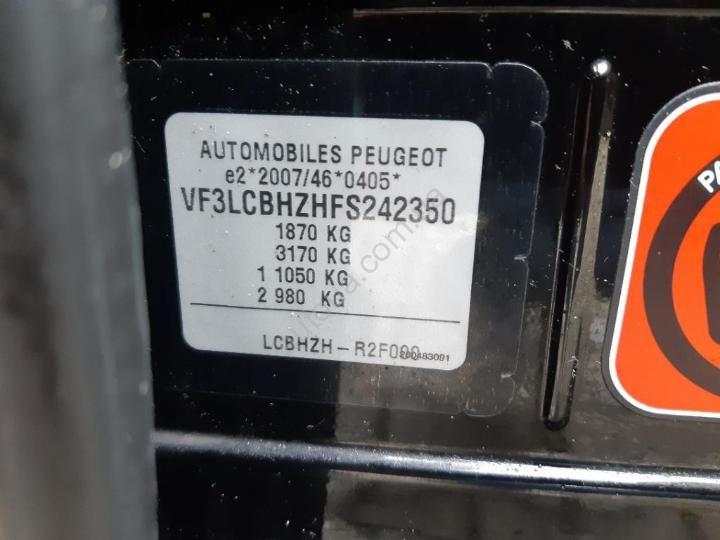 AUTOMOBILES PEUGEOT
e2*2007/46*0405*
VF3LCBHZHFS242350
1870 KG
3170 KG
1 1050 KG
2 980 KG
LCBHZH-R2F000